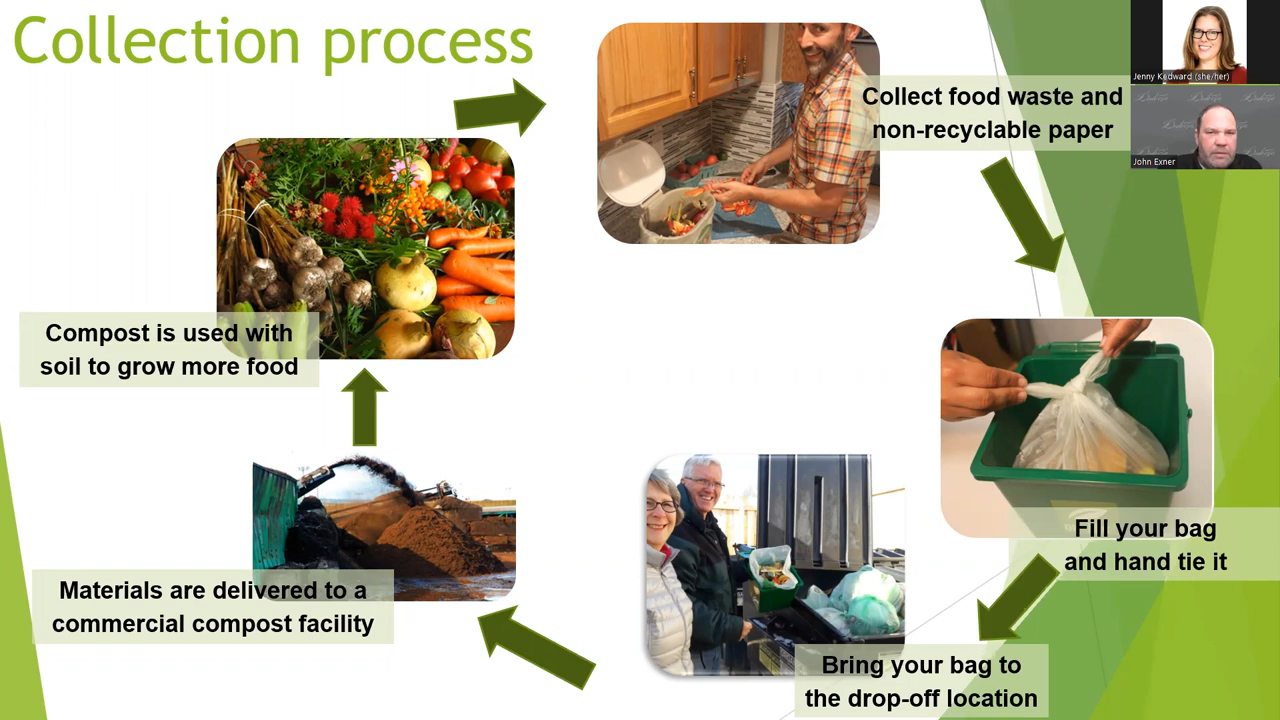 Collection process
Jenny Kedward (she/her)
John Exner
Collect food waste and
non-recyclable paper
Fill your bag
and hand tie it
Bring your bag to
the drop-off location
Materials are delivered to a
commercial compost facility
Compost is used with
soil to grow more food